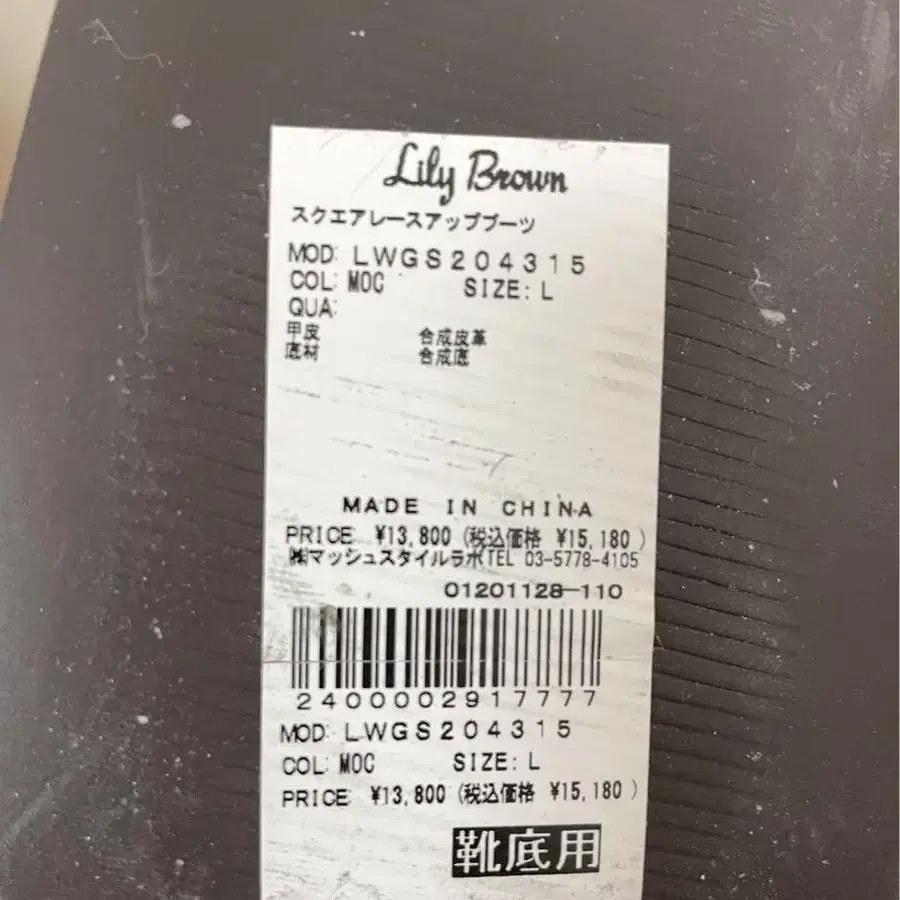 Lily Brown
スクエアレースアップブーツ
MOD: LWGS204315
COL: MOC SIZE: L
QUA:
甲皮 合成皮革
底材 合成底
MADE IN CHINA
PRICE ¥13,800 (税込価格 ¥15,180 )
㈱マッシュスタイルラボTEL 03-5778-4105
01201128-110
2400002917777
MOD: LWGS204315
COL: MOC SIZE: L
PRICE ¥13,800 (税込価格 ¥15,180 )
靴底用